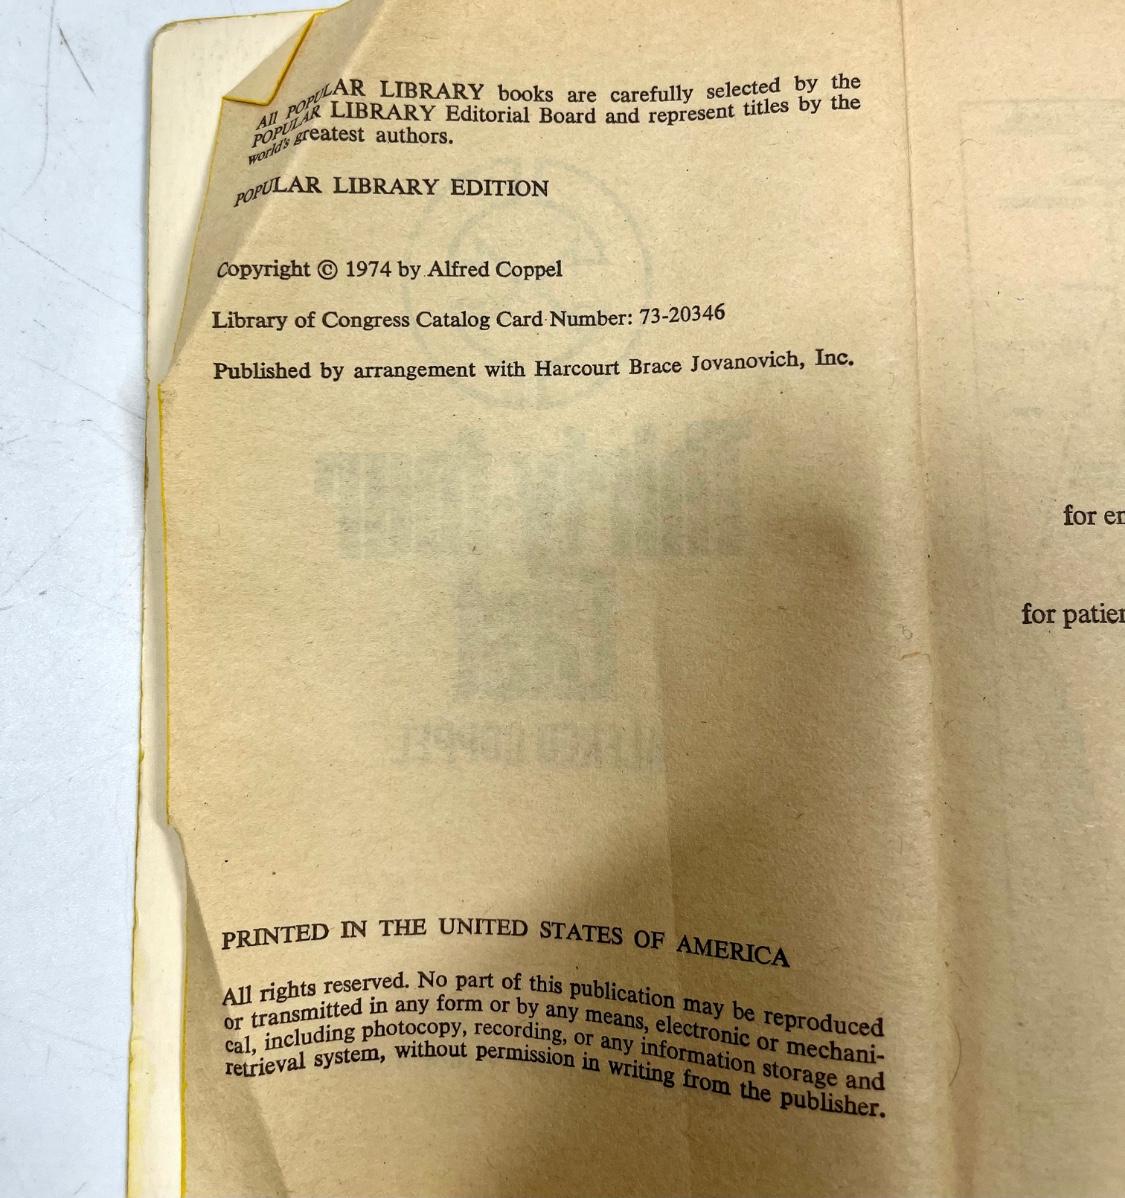 All POPULAR LIBRARY books are carefully selected by the
POPULAR LIBRARY Editorial Board and represent titles by the
world's greatest authors.
POPULAR LIBRARY EDITION
Copyright © 1974 by Alfred Coppel
Library of Congress Catalog Card Number: 73-20346
Published by arrangement with Harcourt Brace Jovanovich, Inc.
ALFRED COPPEL
PRINTED IN THE UNITED STATES OF AMERICA
All rights reserved. No part of this publication may be reproduced
or transmitted in any form or by any means, electronic or mechani-
cal, including photocopy, recording, or any information storage and
retrieval system, without permission in writing from the publisher.
for er
for patier